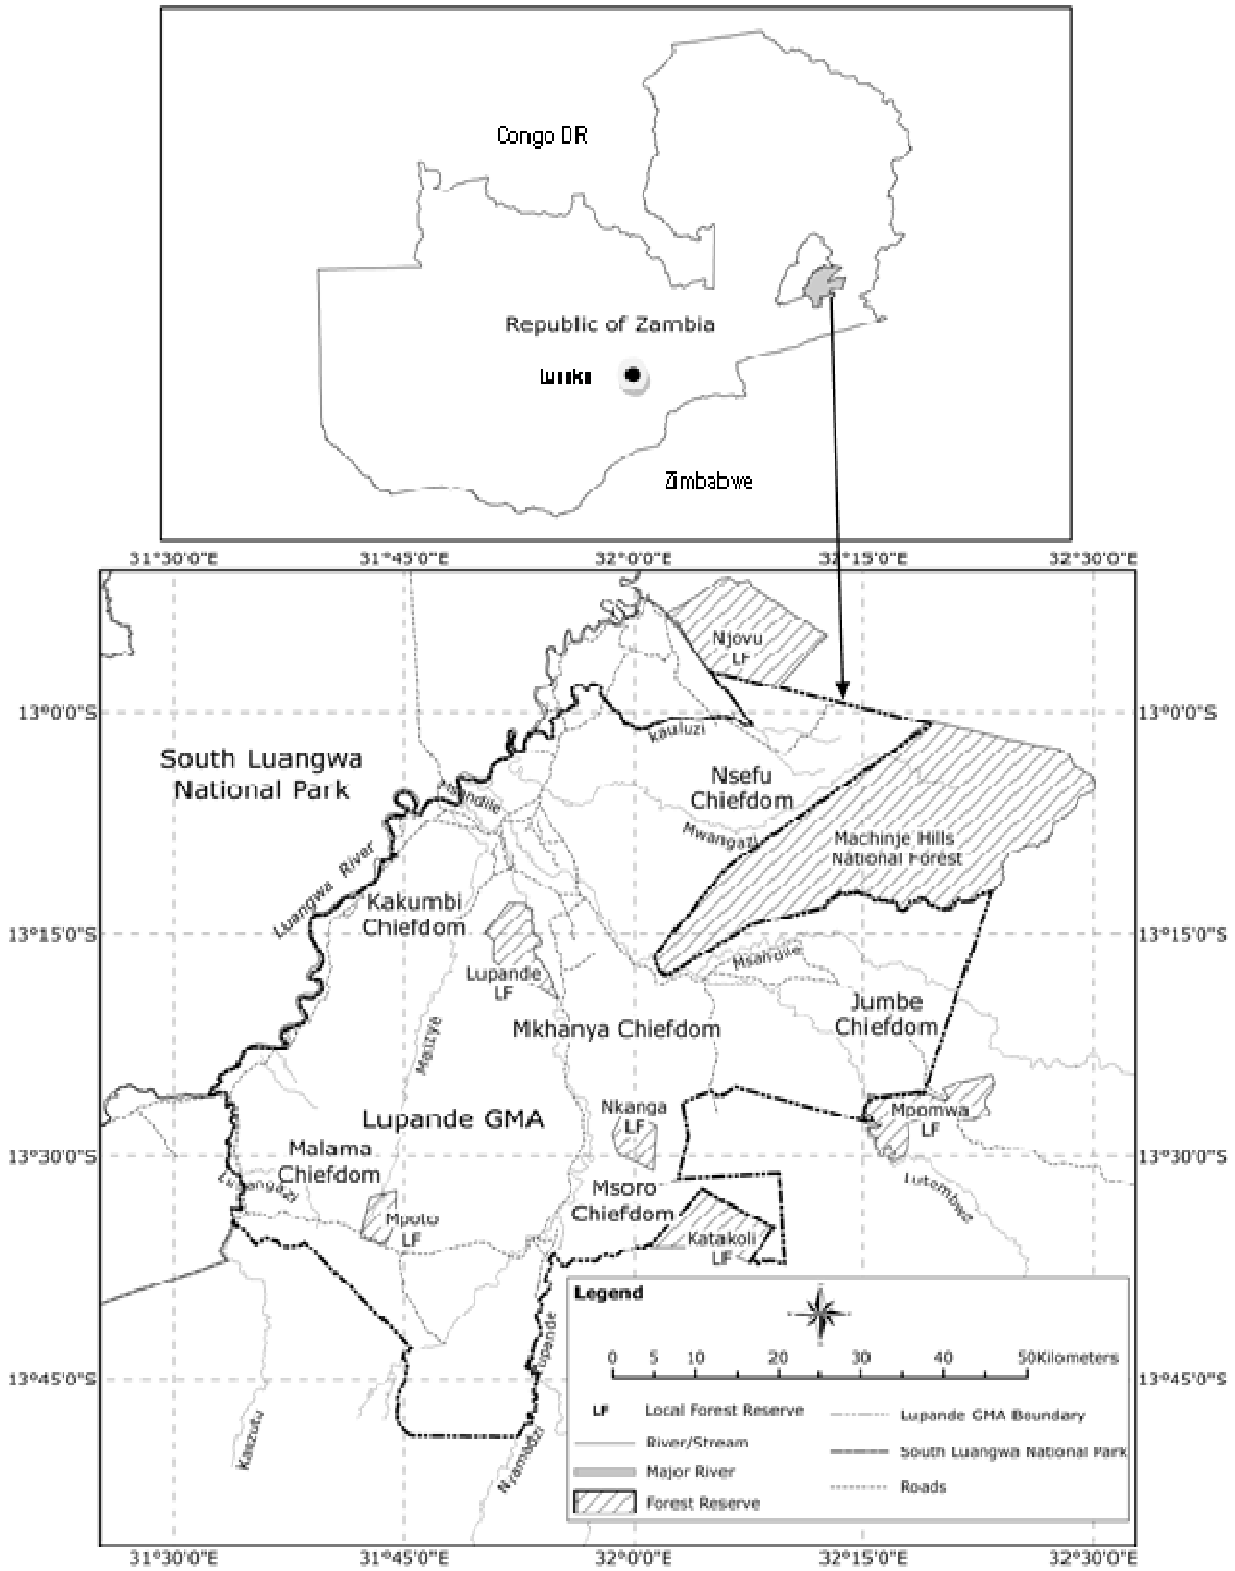 Congo DR
Republic of Zambia
Zimbabwe
31°30'0"E 31°45'0"E 32°0'0"E 32°15'0"E 32°30'0"E
Njovu
LF
13°0'0"S 13°0'0"S
South Luangwa
National Park
Kauluzi
Nsefu
Chiefdom
Mwangazi
Machinje Hills
National Forest
Luangwa River
Kakumbi
Chiefdom
13°15'0"S 13°15'0"S
Lupande
LF
Msandile
Jumbe
Chiefdom
Mkhanya Chiefdom
Lupande GMA
Nkanga
LF
Mpomwa
LF
Malama
Chiefdom
13°30'0"S 13°30'0"S
Msoro
Chiefdom
Lutembwe
LF
Katakoli
LF
Lupande
13°45'0"S 13°45'0"S
Legend
0 5 10 20 30 40 50Kilometers
LF Local Forest Reserve
River/Stream
Major River
Forest Reserve
Lupande GMA Boundary
South Luangwa National Park
Roads
31°30'0"E 31°45'0"E 32°0'0"E 32°15'0"E 32°30'0"E